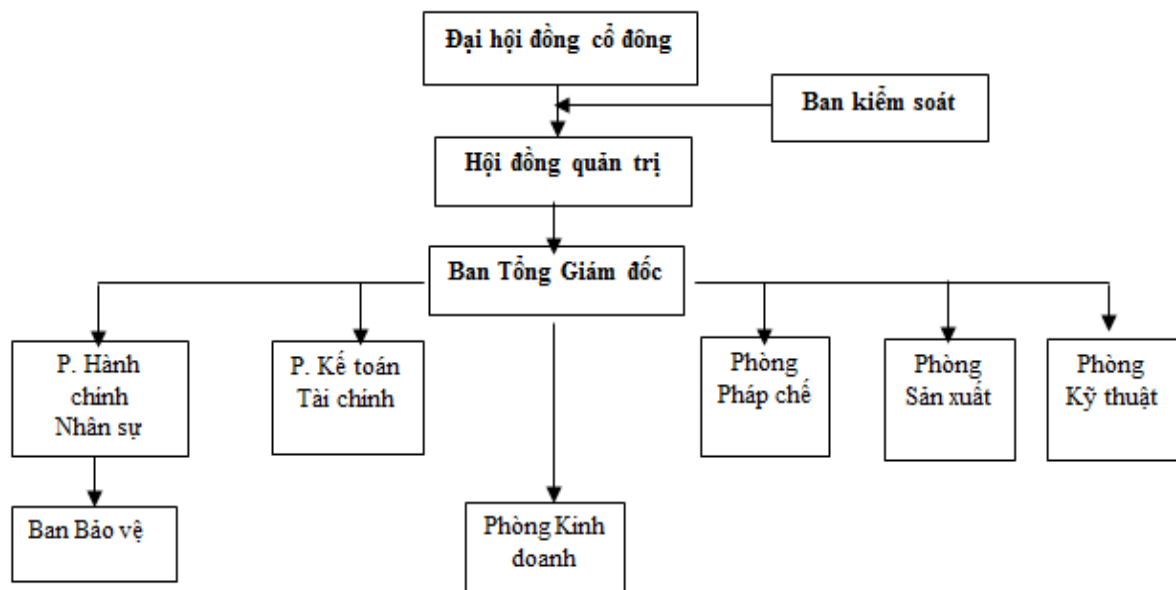 Đại hội đồng cổ đông
Ban kiểm soát
Hội đồng quản trị
Ban Tổng Giám đốc
P. Hành
chính
Nhân sự
P. Kế toán
Tài chính
Phòng
Pháp chế
Phòng
Sản xuất
Phòng
Kỹ thuật
Ban Bảo vệ
Phòng Kinh
doanh